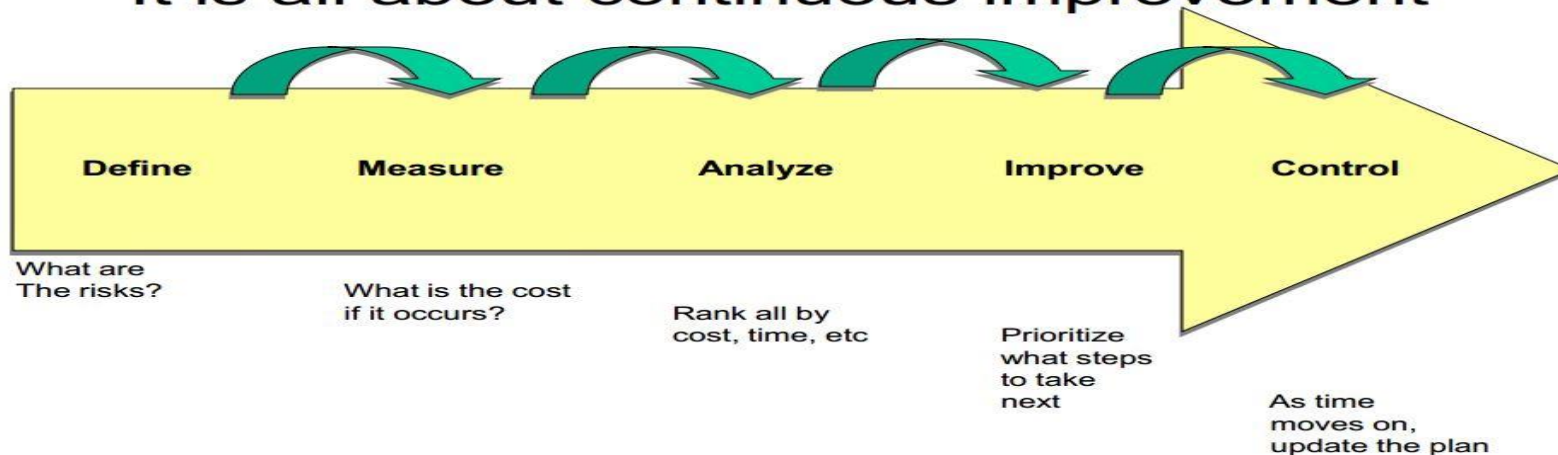 It is all about continuous improvement
Define
Measure
Analyze
Improve
Control
What are
The risks?
What is the cost
if it occurs?
Rank all by
cost, time, etc
Prioritize
what steps
to take
next
As time
moves on,
update the plan